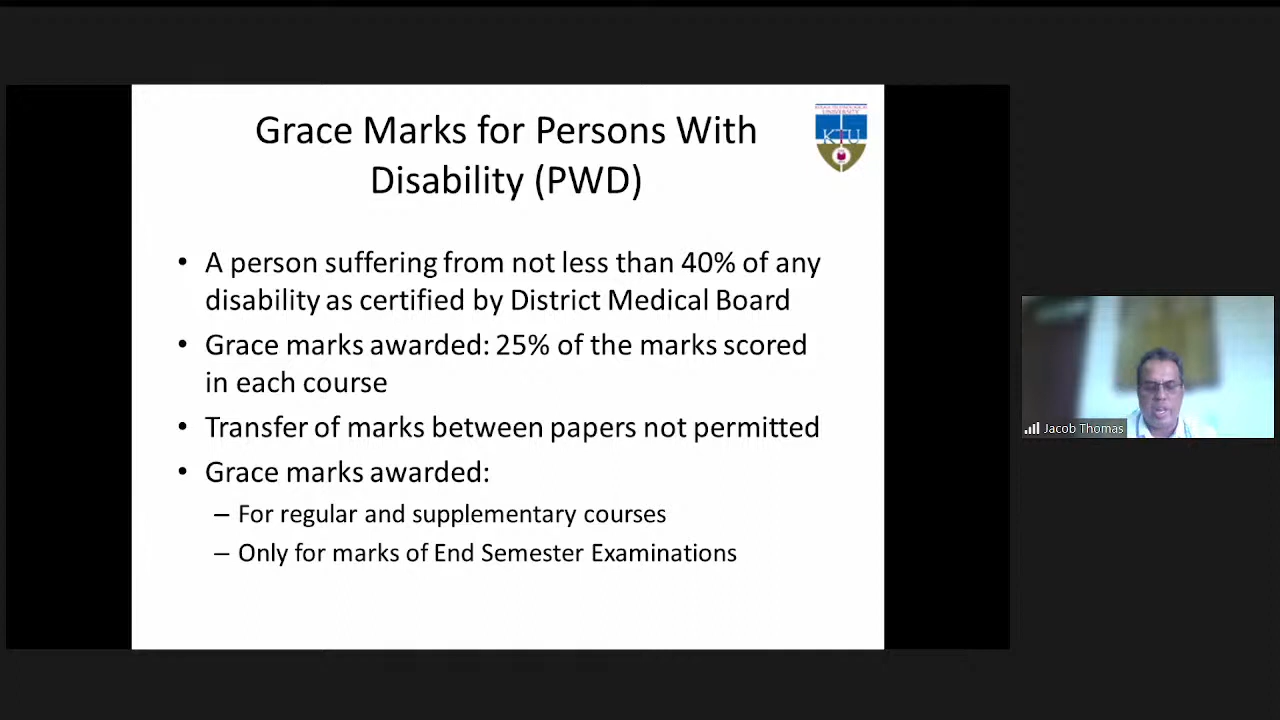 Grace Marks for Persons With
Disability (PWD)
UNIVERSITY
KTU
• A person suffering from not less than 40% of any
disability as certified by District Medical Board
• Grace marks awarded: 25% of the marks scored
in each course
• Transfer of marks between papers not permitted
• Grace marks awarded:
– For regular and supplementary courses
– Only for marks of End Semester Examinations
Jacob Thomas